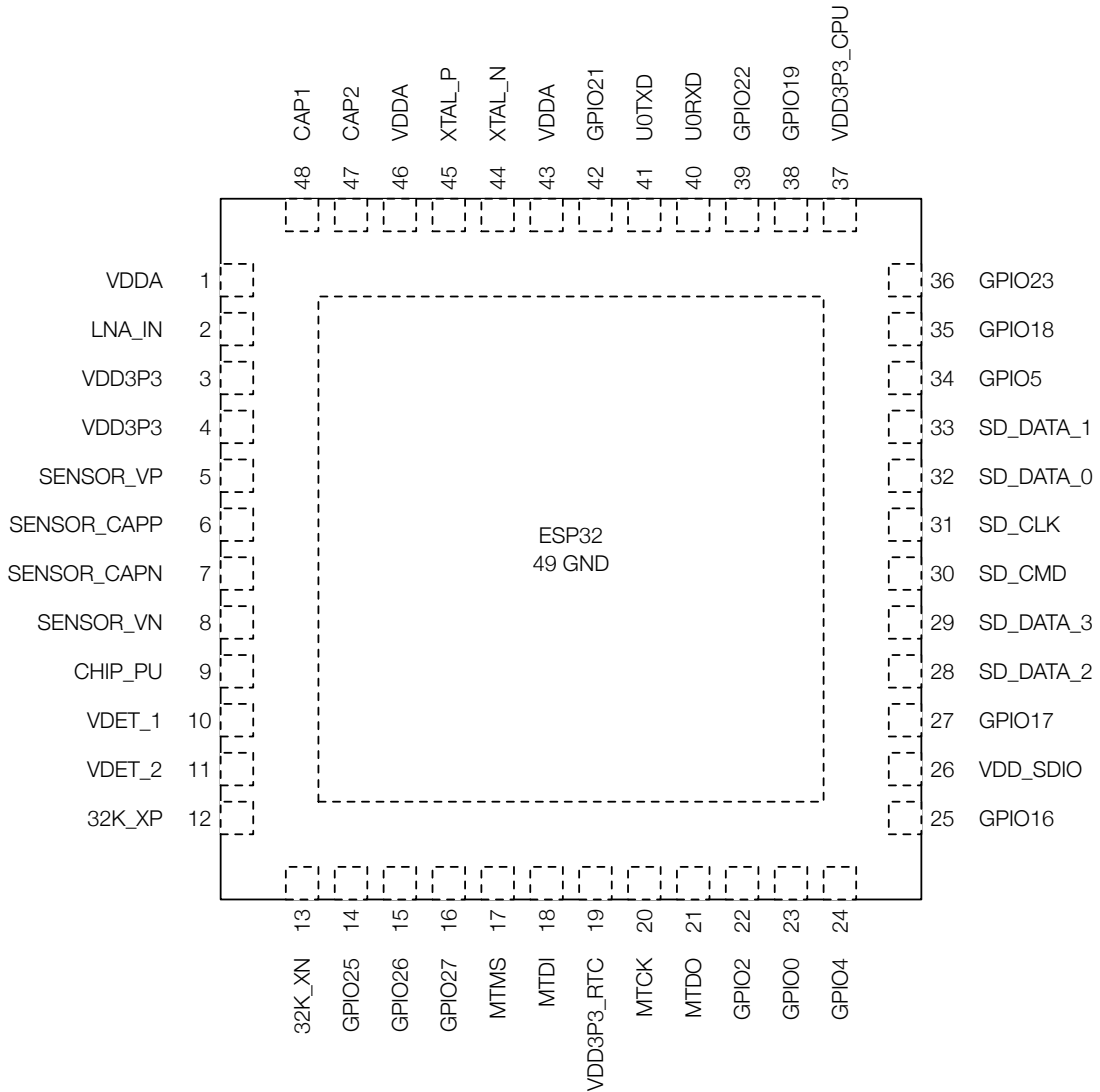 CAP1
CAP2
VDDA
XTAL_P
XTAL_N
VDDA
GPIO21
U0TXD
U0RXD
GPIO22
GPIO19
VDD3P3_CPU
48
47
46
45
44
43
42
41
40
39
38
37
VDDA 1
LNA_IN 2
VDD3P3 3
VDD3P3 4
SENSOR_VP 5
SENSOR_CAPP 6
SENSOR_CAPN 7
SENSOR_VN 8
CHIP_PU 9
VDET_1 10
VDET_2 11
32K_XP 12
ESP32
49 GND
36 GPIO23
35 GPIO18
34 GPIO5
33 SD_DATA_1
32 SD_DATA_0
31 SD_CLK
30 SD_CMD
29 SD_DATA_3
28 SD_DATA_2
27 GPIO17
26 VDD_SDIO
25 GPIO16
13
14
15
16
17
18
19
20
21
22
23
24
32K_XN
GPIO25
GPIO26
GPIO27
MTMS
MTDI
VDD3P3_RTC
MTCK
MTDO
GPIO2
GPIO0
GPIO4